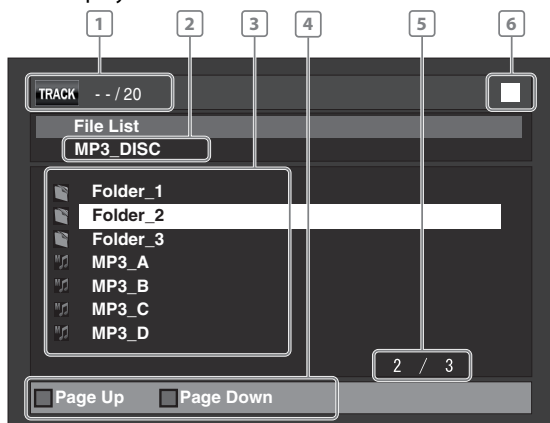 1 2 3 4 5 6
TRACK - - / 20
File List
MP3_DISC
Folder_1
Folder_2
Folder_3
MP3_A
MP3_B
MP3_C
MP3_D
2 / 3
Page Up Page Down